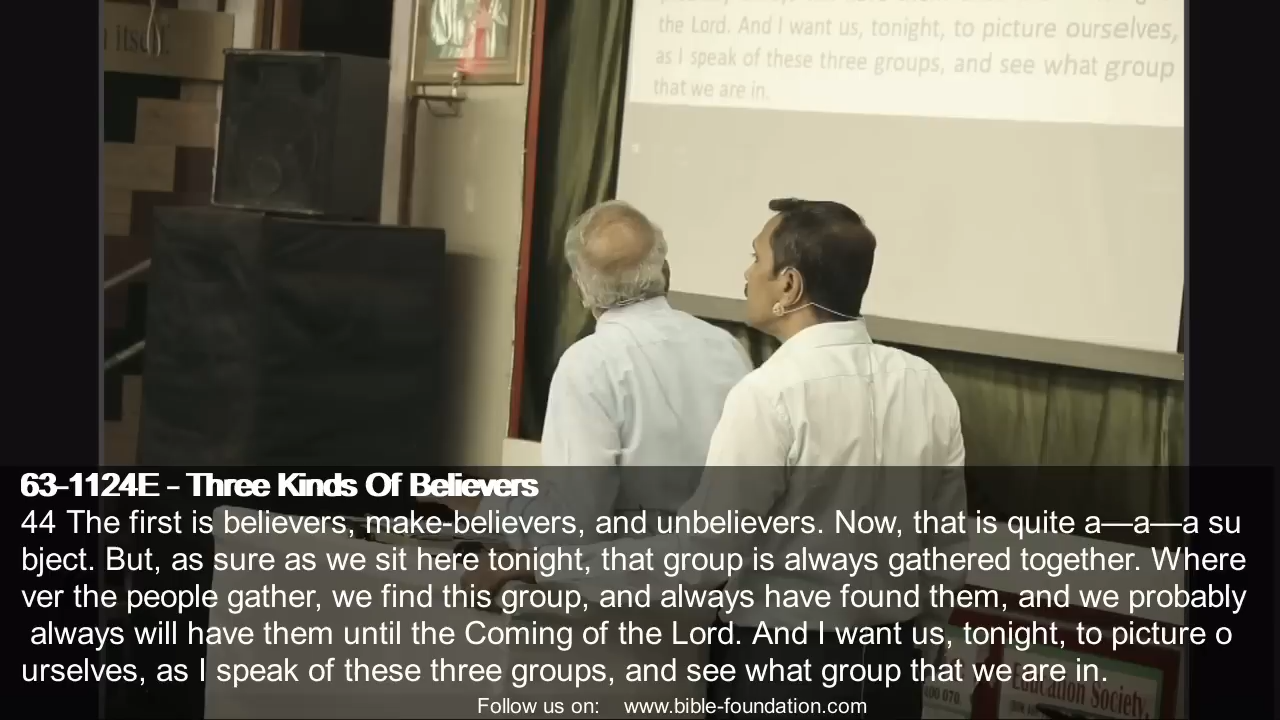 n itself.
the Lord. And I want us, tonight, to picture ourselves,
as I speak of these three groups, and see what group
that we are in.
63-1124E – Three Kinds Of Believers
44 The first is believers, make-believers, and unbelievers. Now, that is quite a—a—a su
bject. But, as sure as we sit here tonight, that group is always gathered together. Where
ver the people gather, we find this group, and always have found them, and we probably
always will have them until the Coming of the Lord. And I want us, tonight, to picture o
urselves, as I speak of these three groups, and see what group that we are in.
400 070.
Education Society.
Follow us on: www.bible-foundation.com